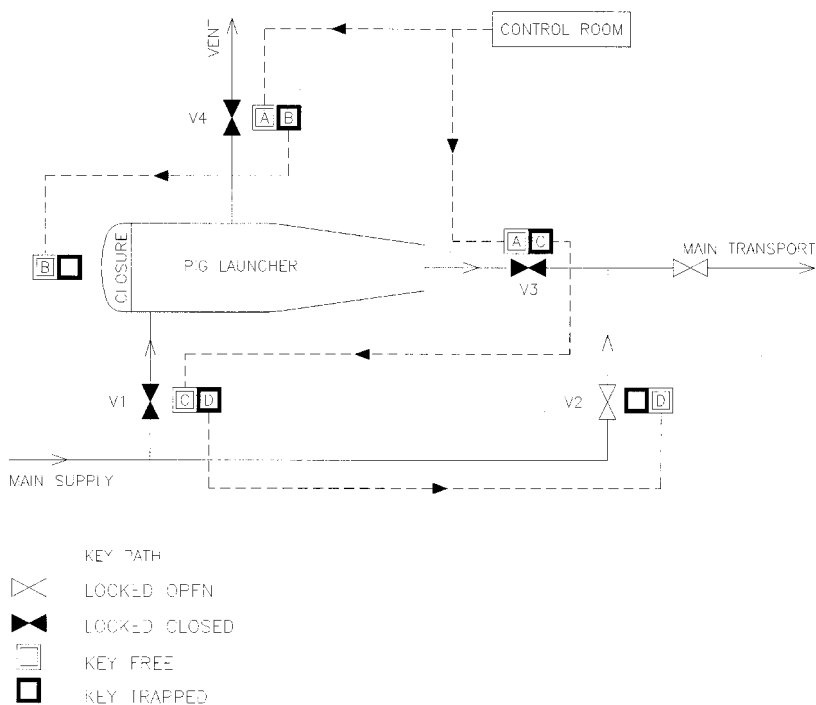 CONTROL ROOM
VENT
V4
A B
B
CLOSURE
PIG LAUNCHER
A C
V3
MAIN TRANSPORT
V1
C D
V2
D
MAIN SUPPLY
KEY PATH
LOCKED OPEN
LOCKED CLOSED
KEY FREE
KEY TRAPPED